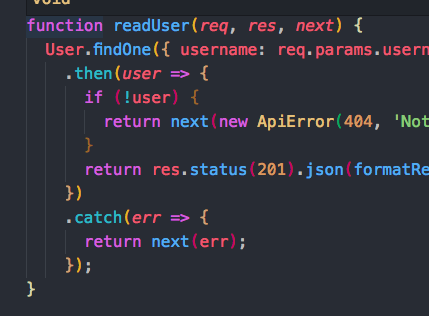 void
function readUser(req, res, next) {
User.findOne({ username: req.params.usern
.then(user => {
if (!user) {
return next(new ApiError(404, 'Not
}
return res.status(201).json(formatRe
})
.catch(err => {
return next(err);
});
}